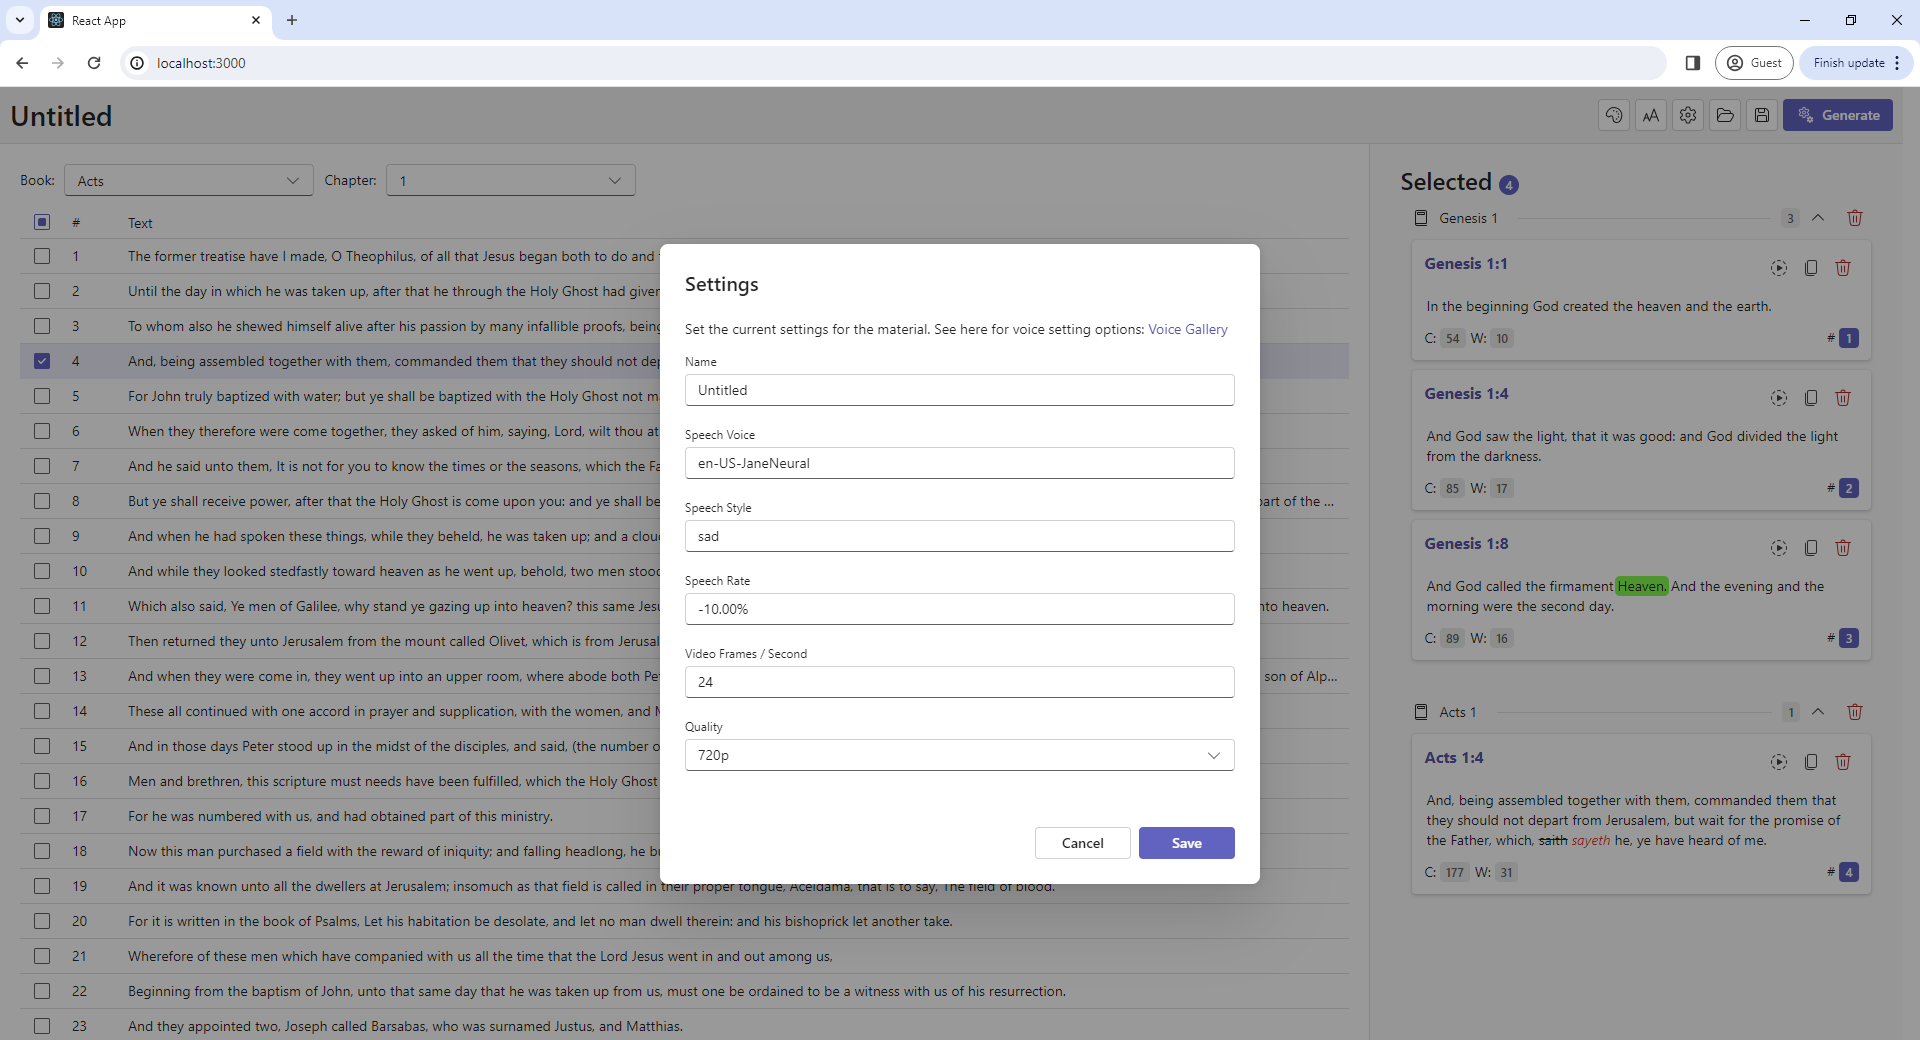 React App
localhost:3000
Guest
Finish update
Untitled
Generate
Book:
Acts
Chapter:
1
# Text
1 The former treatise have I made, O Theophilus, of all that Jesus began both to do and
2 Until the day in which he was taken up, after that he through the Holy Ghost had given
3 To whom also he shewed himself alive after his passion by many infallible proofs, being
4 And, being assembled together with them, commanded them that they should not dep
5 For John truly baptized with water; but ye shall be baptized with the Holy Ghost not m
6 When they therefore were come together, they asked of him, saying, Lord, wilt thou at
7 And he said unto them, It is not for you to know the times or the seasons, which the Fa
8 But ye shall receive power, after that the Holy Ghost is come upon you: and ye shall be part of the ...
9 And when he had spoken these things, while they beheld, he was taken up; and a clou
10 And while they looked stedfastly toward heaven as he went up, behold, two men stood
11 Which also said, Ye men of Galilee, why stand ye gazing up into heaven? this same Jesu nto heaven.
12 Then returned they unto Jerusalem from the mount called Olivet, which is from Jerusal
13 And when they were come in, they went up into an upper room, where abode both Pet son of Alp...
14 These all continued with one accord in prayer and supplication, with the women, and M
15 And in those days Peter stood up in the midst of the disciples, and said, (the number o
16 Men and brethren, this scripture must needs have been fulfilled, which the Holy Ghost
17 For he was numbered with us, and had obtained part of this ministry.
18 Now this man purchased a field with the reward of iniquity; and falling headlong, he bu
19 And it was known unto all the dwellers at Jerusalem; insomuch as that field is called in their proper tongue, Aceldama, that is to say, The field of blood.
20 For it is written in the book of Psalms, Let his habitation be desolate, and let no man dwell therein: and his bishoprick let another take.
21 Wherefore of these men which have companied with us all the time that the Lord Jesus went in and out among us,
22 Beginning from the baptism of John, unto that same day that he was taken up from us, must one be ordained to be a witness with us of his resurrection.
23 And they appointed two, Joseph called Barsabas, who was surnamed Justus, and Matthias.
Settings
Set the current settings for the material. See here for voice setting options: Voice Gallery
Name
Untitled
Speech Voice
en-US-JaneNeural
Speech Style
sad
Speech Rate
-10.00%
Video Frames / Second
24
Quality
720p
Cancel
Save
Selected 4
Genesis 1 3
Genesis 1:1
In the beginning God created the heaven and the earth.
C: 54 W: 10 # 1
Genesis 1:4
And God saw the light, that it was good: and God divided the light
from the darkness.
C: 85 W: 17 # 2
Genesis 1:8
And God called the firmament Heaven. And the evening and the
morning were the second day.
C: 89 W: 16 # 3
Acts 1 1
Acts 1:4
And, being assembled together with them, commanded them that
they should not depart from Jerusalem, but wait for the promise of
the Father, which, saith sayeth he, ye have heard of me.
C: 177 W: 31 # 4